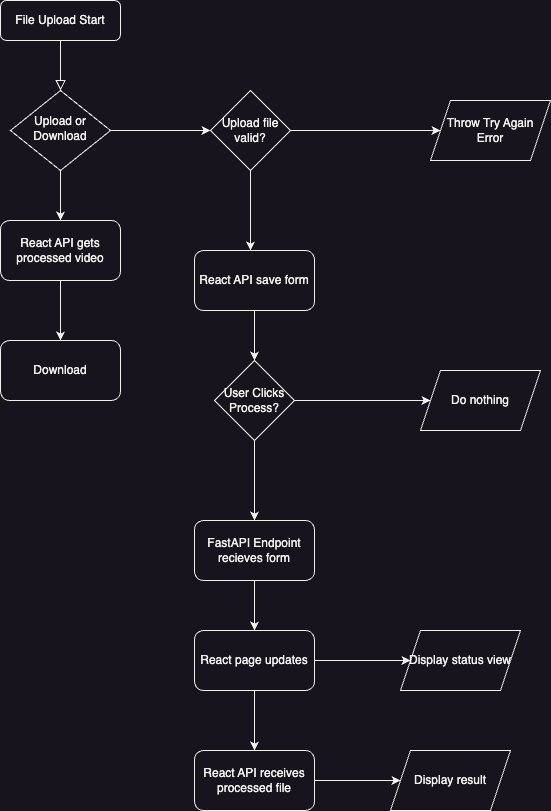 File Upload Start
Upload or
Download
Upload file
valid?
Throw Try Again
Error
React API gets
processed video
React API save form
Download
User Clicks
Process?
Do nothing
FastAPI Endpoint
recieves form
React page updates
Display status view
React API receives
processed file
Display result